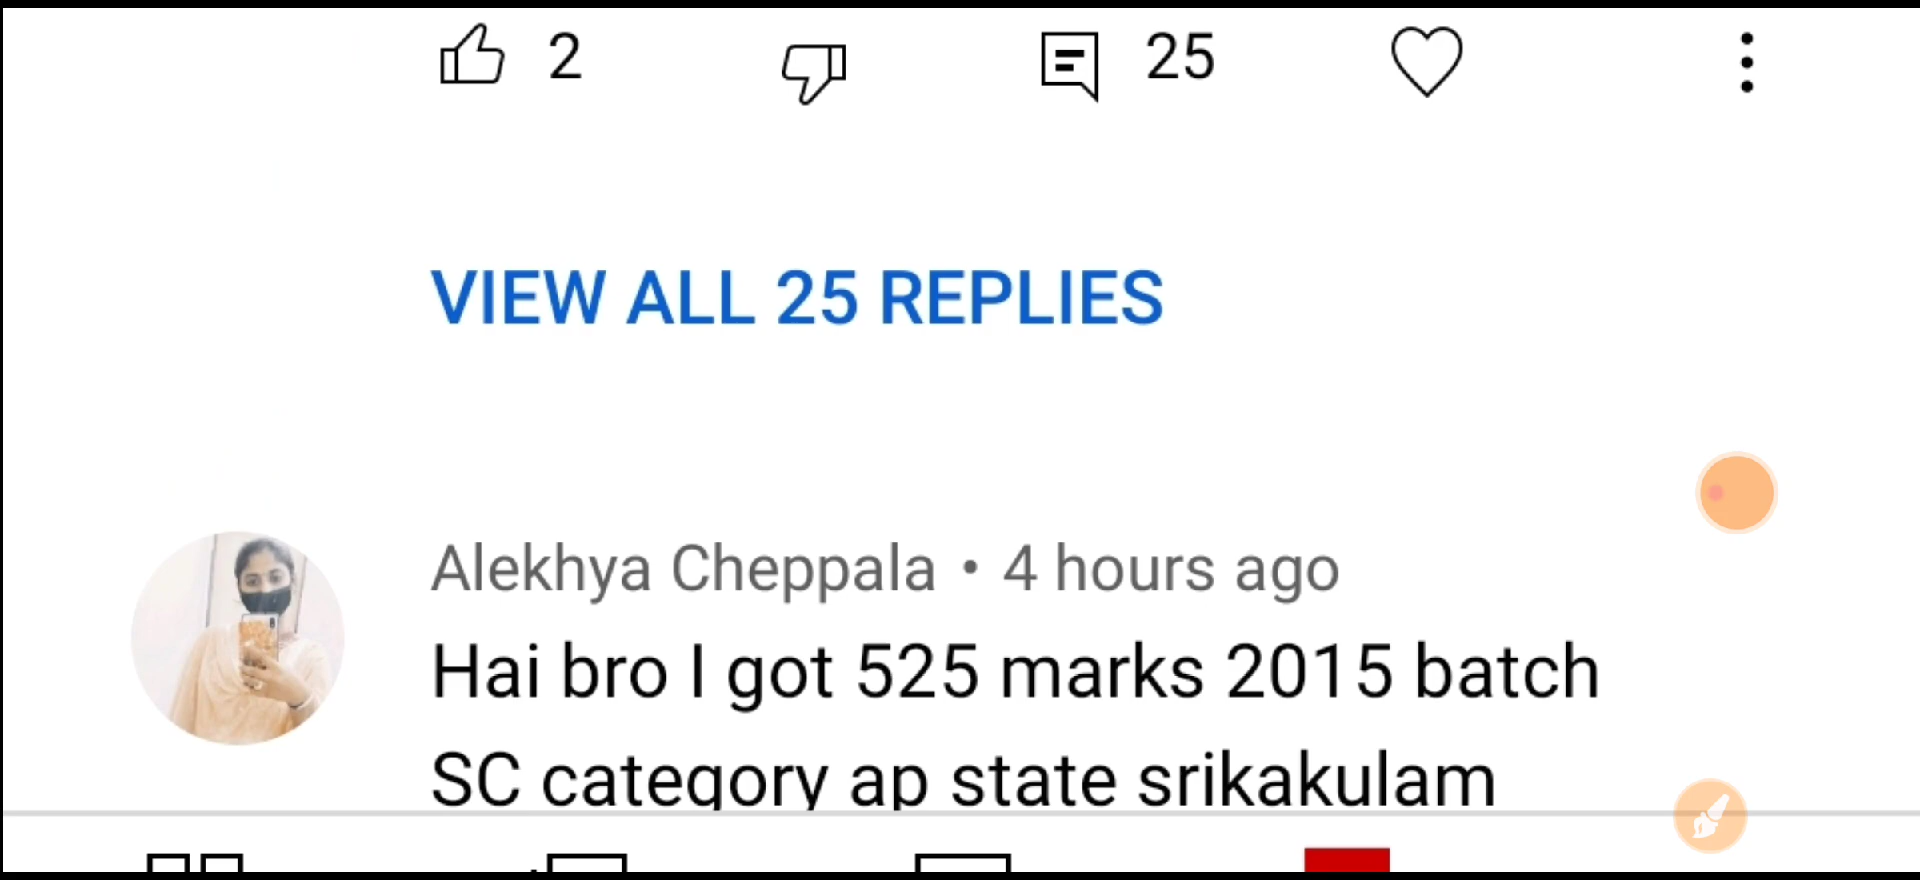 2 25
VIEW ALL 25 REPLIES
Alekhya Cheppala • 4 hours ago
Hai bro I got 525 marks 2015 batch
SC category ap state srikakulam